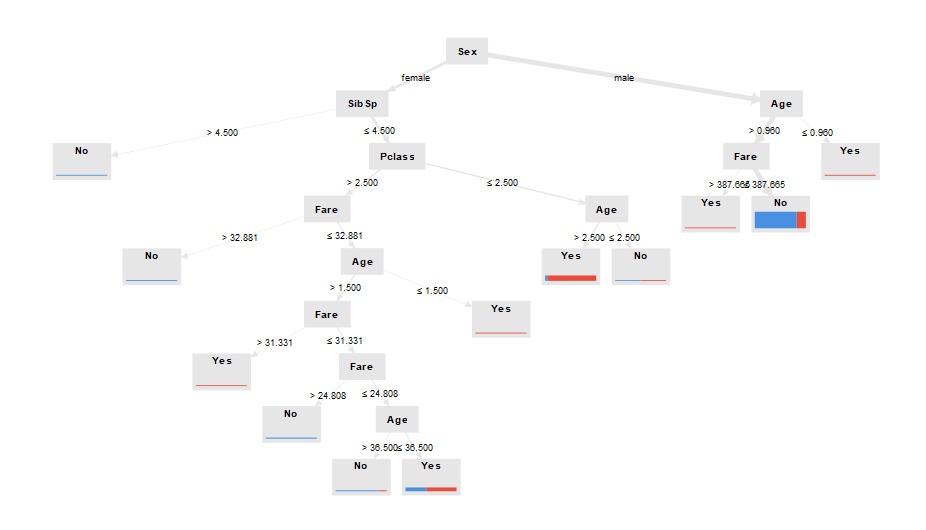 Sex
female
male
SibSp
Age
> 4.500
≤ 4.500
> 0.960
≤ 0.960
No
Pclass
Fare
Yes
> 2.500
≤ 2.500
> 387.665
≤ 387.665
Fare
Age
Yes
No
> 32.881
≤ 32.881
> 2.500
≤ 2.500
No
Age
Yes
No
> 1.500
≤ 1.500
Fare
Yes
> 31.331
≤ 31.331
Yes
Fare
> 24.808
≤ 24.808
No
Age
> 36.500
≤ 36.500
No
Yes